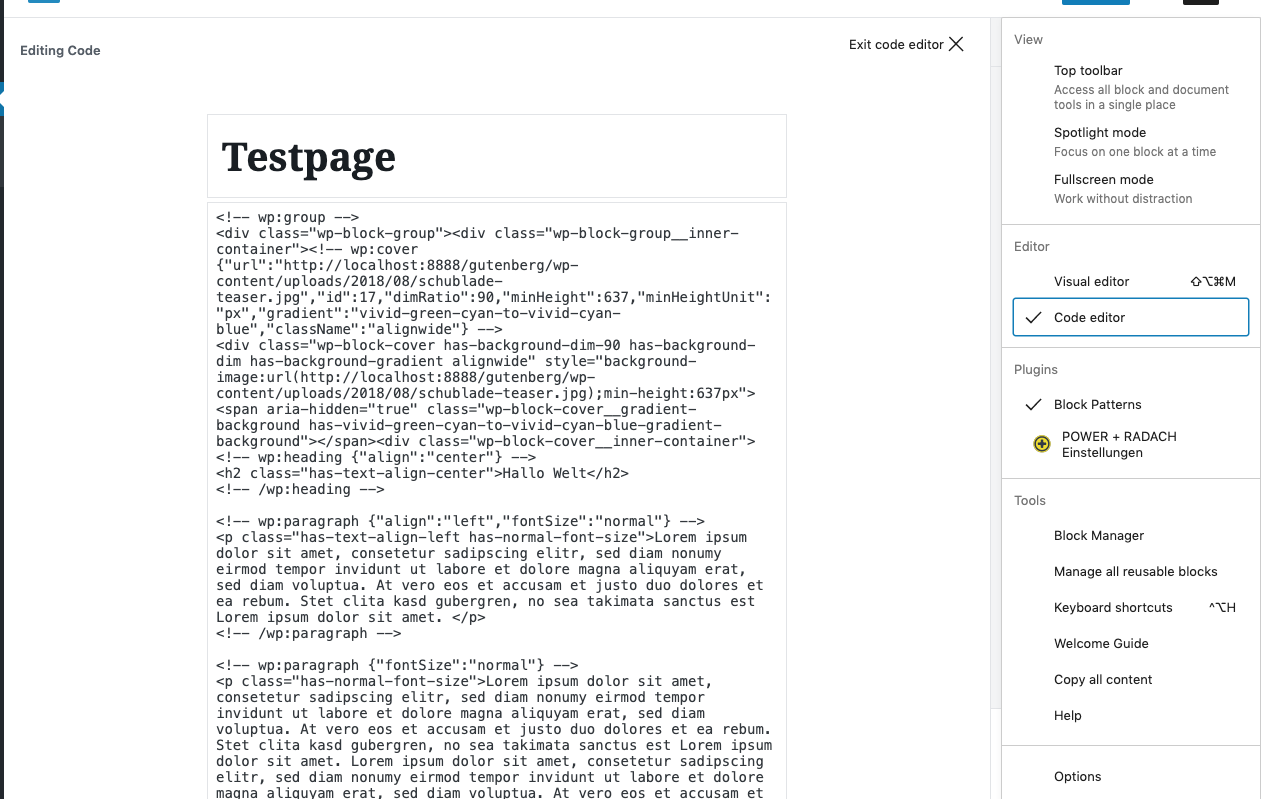 Editing Code
Exit code editor
Testpage
<!-- wp:group -->
<div class="wp-block-group"><div class="wp-block-group__inner-
container"><!-- wp:cover
{"url":"http://localhost:8888/gutenberg/wp-
content/uploads/2018/08/schublade-
teaser.jpg","id":17,"dimRatio":90,"minHeight":637,"minHeightUnit":
"px","gradient":"vivid-green-cyan-to-vivid-cyan-
blue","className":"alignwide"} -->
<div class="wp-block-cover has-background-dim-90 has-background-
dim has-background-gradient alignwide" style="background-
image:url(http://localhost:8888/gutenberg/wp-
content/uploads/2018/08/schublade-teaser.jpg);min-height:637px">
<span aria-hidden="true" class="wp-block-cover__gradient-
background has-vivid-green-cyan-to-vivid-cyan-blue-gradient-
background"></span><div class="wp-block-cover__inner-container">
<!-- wp:heading {"align":"center"} -->
<h2 class="has-text-align-center">Hallo Welt</h2>
<!-- /wp:heading -->
<!-- wp:paragraph {"align":"left","fontSize":"normal"} -->
<p class="has-text-align-left has-normal-font-size">Lorem ipsum
dolor sit amet, consetetur sadipscing elitr, sed diam nonumy
eirmod tempor invidunt ut labore et dolore magna aliquyam erat,
sed diam voluptua. At vero eos et accusam et justo duo dolores et
ea rebum. Stet clita kasd gubergren, no sea takimata sanctus est
Lorem ipsum dolor sit amet. </p>
<!-- /wp:paragraph -->
<!-- wp:paragraph {"fontSize":"normal"} -->
<p class="has-normal-font-size">Lorem ipsum dolor sit amet,
consetetur sadipscing elitr, sed diam nonumy eirmod tempor
invidunt ut labore et dolore magna aliquyam erat, sed diam
voluptua. At vero eos et accusam et justo duo dolores et ea rebum.
Stet clita kasd gubergren, no sea takimata sanctus est Lorem ipsum
dolor sit amet. Lorem ipsum dolor sit amet, consetetur sadipscing
elitr, sed diam nonumy eirmod tempor invidunt ut labore et dolore
magna aliquyam erat, sed diam voluptua. At vero eos et accusam et
View
Top toolbar
Access all block and document
tools in a single place
Spotlight mode
Focus on one block at a time
Fullscreen mode
Work without distraction
Editor
Visual editor ⇧⌥⌘M
Code editor
Plugins
Block Patterns
POWER + RADACH
Einstellungen
Tools
Block Manager
Manage all reusable blocks
Keyboard shortcuts ^⌥H
Welcome Guide
Copy all content
Help
Options